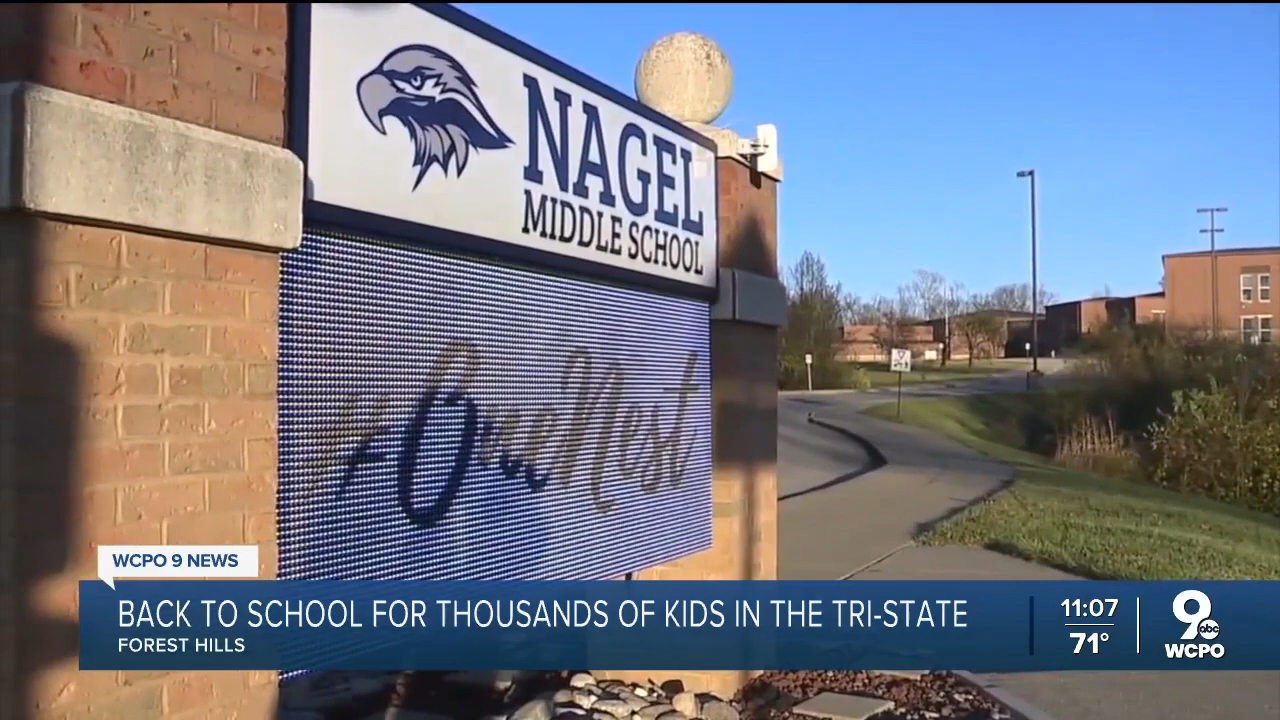 NAGEL
MIDDLE SCHOOL
#OneNest
WCPO 9 NEWS
BACK TO SCHOOL FOR THOUSANDS OF KIDS IN THE TRI-STATE
FOREST HILLS
11:07
71°
9
abc
WCPO